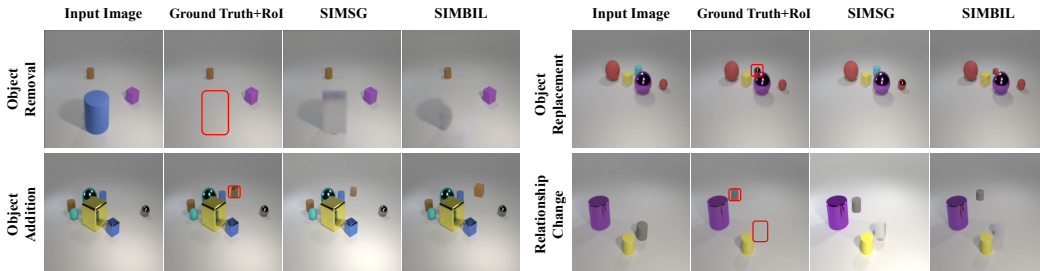 Input Image Ground Truth+RoI SIMSG SIMBIL
Object Removal
Object Addition
Input Image Ground Truth+RoI SIMSG SIMBIL
Object Replacement
Relationship Change